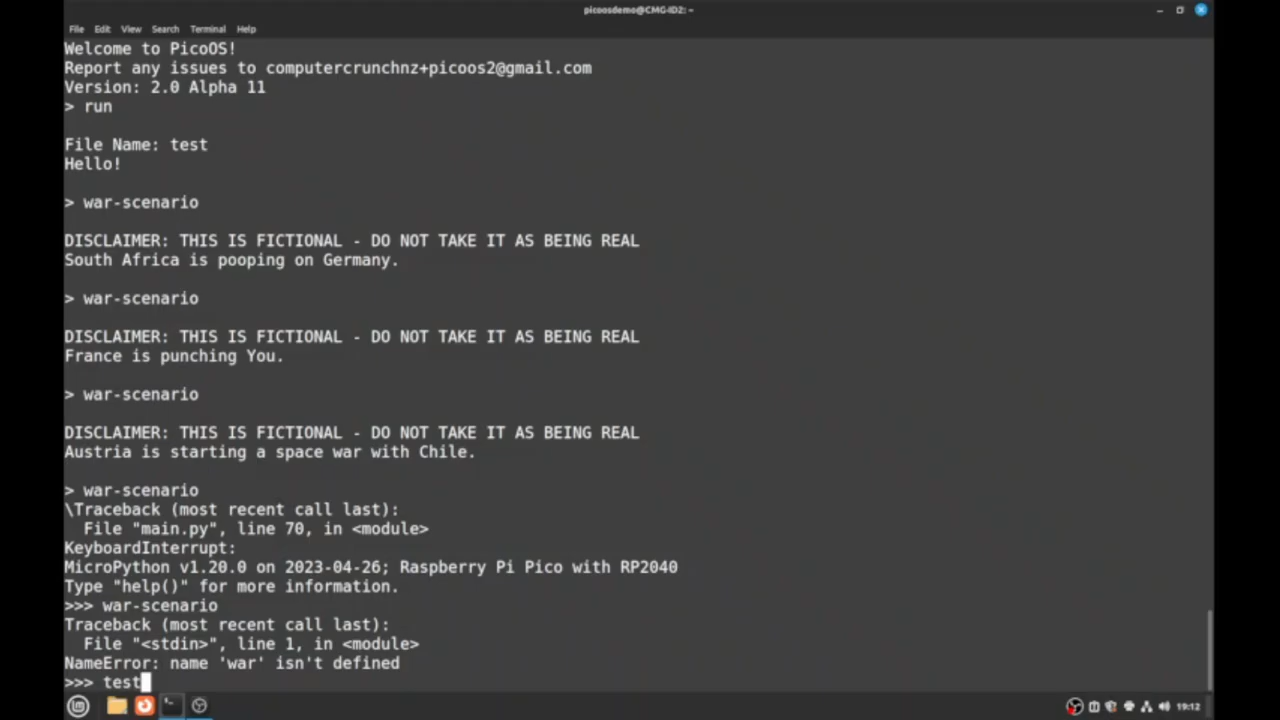 picoosdemo@CMG-ID2: ~
File Edit View Search Terminal Help
Welcome to PicoOS!
Report any issues to computercrunchnz+picoos2@gmail.com
Version: 2.0 Alpha 11
> run
File Name: test
Hello!
> war-scenario
DISCLAIMER: THIS IS FICTIONAL - DO NOT TAKE IT AS BEING REAL
South Africa is pooping on Germany.
> war-scenario
DISCLAIMER: THIS IS FICTIONAL - DO NOT TAKE IT AS BEING REAL
France is punching You.
> war-scenario
DISCLAIMER: THIS IS FICTIONAL - DO NOT TAKE IT AS BEING REAL
Austria is starting a space war with Chile.
> war-scenario
\Traceback (most recent call last):
  File "main.py", line 70, in <module>
KeyboardInterrupt:
MicroPython v1.20.0 on 2023-04-26; Raspberry Pi Pico with RP2040
Type "help()" for more information.
>>> war-scenario
Traceback (most recent call last):
  File "<stdin>", line 1, in <module>
NameError: name 'war' isn't defined
>>> test
19:12